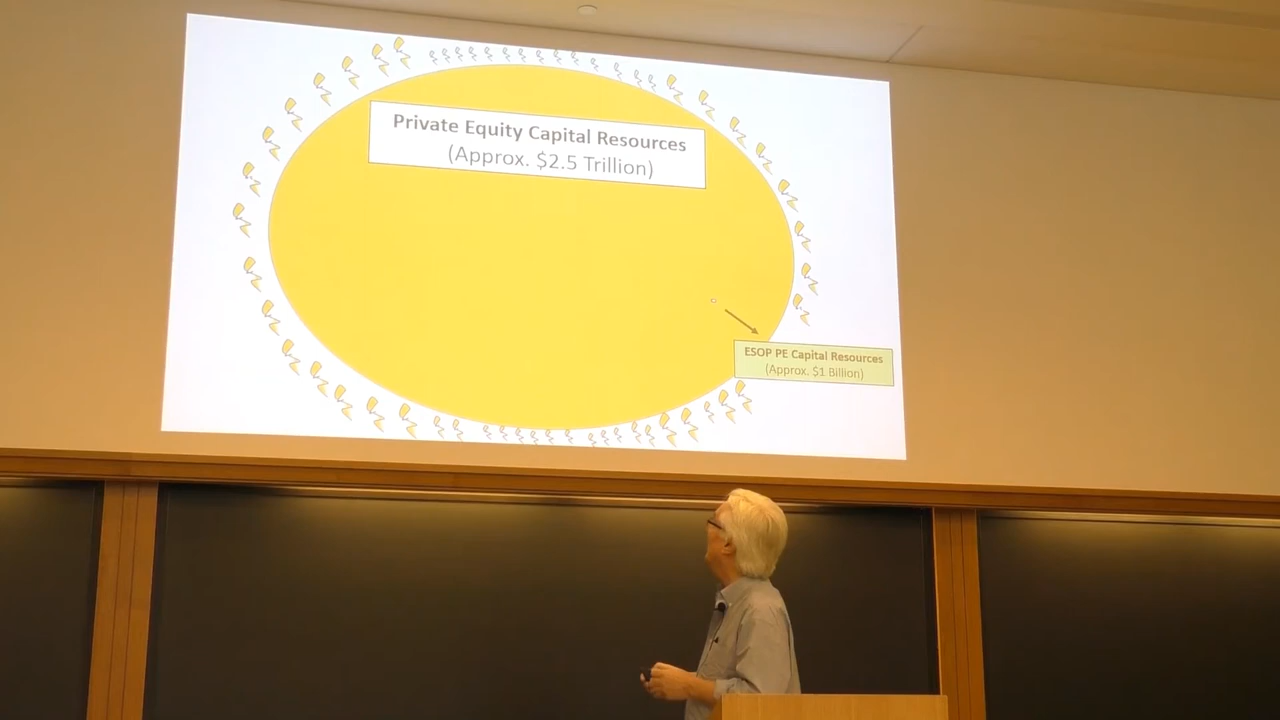 Private Equity Capital Resources
(Approx. $2.5 Trillion)
ESOP PE Capital Resources
(Approx. $1 Billion)